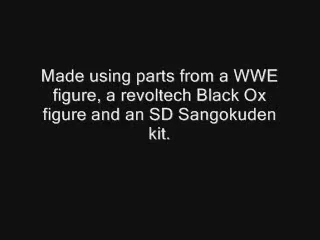 Made using parts from a WWE
figure, a revoltech Black Ox
figure and an SD Sangokuden
kit.